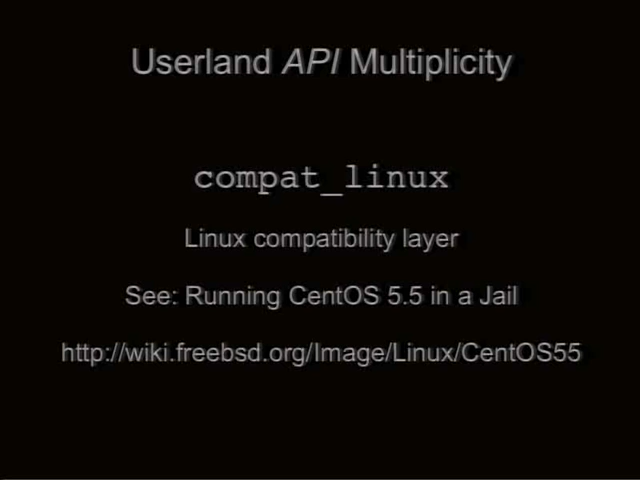 Userland API Multiplicity
compat_linux
Linux compatibility layer
See: Running CentOS 5.5 in a Jail
http://wiki.freebsd.org/Image/Linux/CentOS55